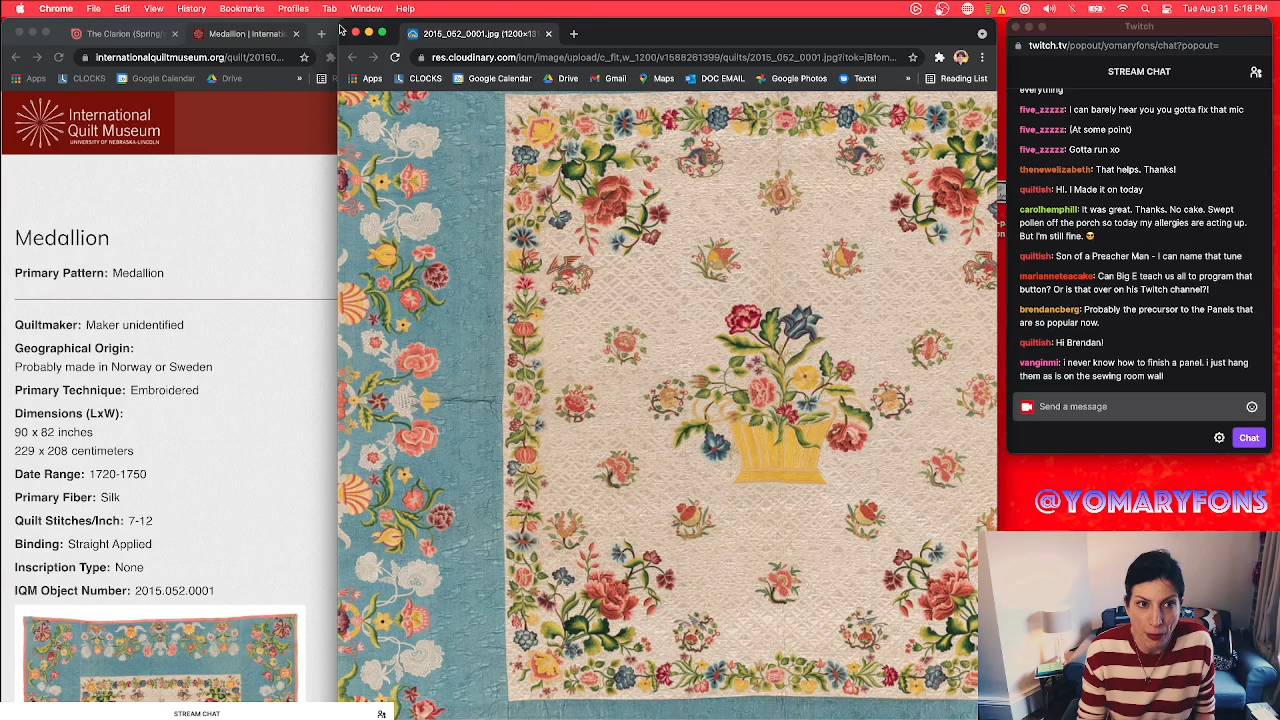 Chrome File Edit View History Bookmarks Profiles Tab Window Help Tue Aug 31 5:18 PM
The Clarion (Spring/ Medallion | Internati
2015_052_0001.jpg (1200×131
Twitch
internationalquiltmuseum.org/quilt/20150...
res.cloudinary.com/iqm/image/upload/c_fit,w_1200/v1588261399/quilts/2015_052_0001.jpg?itok=jBfom...
twitch.tv/popout/yomaryfons/chat?popout=
Apps CLOCKS Google Calendar Drive »
Apps CLOCKS Google Calendar Drive Gmail Maps DOC EMAIL Google Photos Texts! » Reading List
STREAM CHAT
International
Quilt Museum
UNIVERSITY OF NEBRASKA-LINCOLN
Medallion
Primary Pattern: Medallion
Quiltmaker: Maker unidentified
Geographical Origin:
Probably made in Norway or Sweden
Primary Technique: Embroidered
Dimensions (LxW):
90 x 82 inches
229 x 208 centimeters
Date Range: 1720-1750
Primary Fiber: Silk
Quilt Stitches/Inch: 7-12
Binding: Straight Applied
Inscription Type: None
IQM Object Number: 2015.052.0001
STREAM CHAT
everything
five_zzzzz: I can barely hear you you gotta fix that mic
five_zzzzz: (At some point)
five_zzzzz: Gotta run xo
thenewelizabeth: That helps. Thanks!
quiltish: HI. I Made it on today
carolhemphill: It was great. Thanks. No cake. Swept
pollen off the porch so today my allergies are acting up.
But I'm still fine. 😎
quiltish: Son of a Preacher Man - I can name that tune
marianneteacake: Can Big E teach us all to program that
button? Or is that over on his Twitch channel?!
brendancberg: Probably the precursor to the Panels that
are so popular now.
quiltish: Hi Brendan!
vanginmi: i never know how to finish a panel. i just hang
them as is on the sewing room wall
Send a message
Chat
@YOMARYFONS